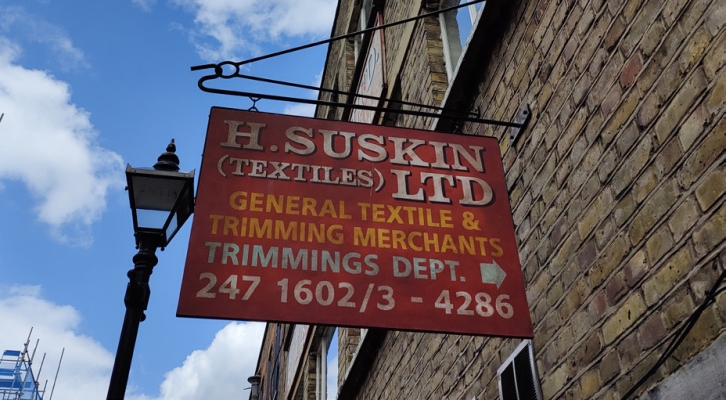 H. SUSKIN
(TEXTILES) LTD
GENERAL TEXTILE &
TRIMMING MERCHANTS
TRIMMINGS DEPT.
247 1602/3 - 4286